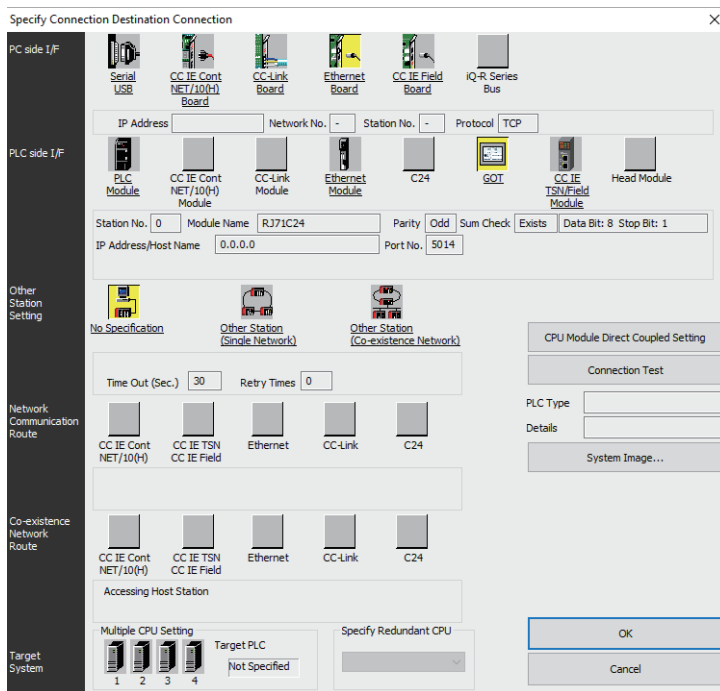 Specify Connection Destination Connection
PC side I/F
Serial
USB
CC IE Cont
NET/10(H)
Board
CC-Link
Board
Ethernet
Board
CC IE Field
Board
iQ-R Series
Bus
IP Address
Network No. -
Station No. -
Protocol TCP
PLC side I/F
PLC
Module
CC IE Cont
NET/10(H)
Module
CC-Link
Module
Ethernet
Module
C24
GOT
CC IE
TSN/Field
Module
Head Module
Station No. 0
Module Name RJ71C24
Parity Odd
Sum Check Exists
Data Bit: 8 Stop Bit: 1
IP Address/Host Name 0.0.0.0
Port No. 5014
Other
Station
Setting
No Specification
Other Station
(Single Network)
Other Station
(Co-existence Network)
CPU Module Direct Coupled Setting
Connection Test
Time Out (Sec.) 30
Retry Times 0
PLC Type
Details
System Image...
Network
Communication
Route
CC IE Cont
NET/10(H)
CC IE TSN
CC IE Field
Ethernet
CC-Link
C24
Co-existence
Network
Route
CC IE Cont
NET/10(H)
CC IE TSN
CC IE Field
Ethernet
CC-Link
C24
Accessing Host Station
Target
System
Multiple CPU Setting
1 2 3 4
Target PLC
Not Specified
Specify Redundant CPU
OK
Cancel